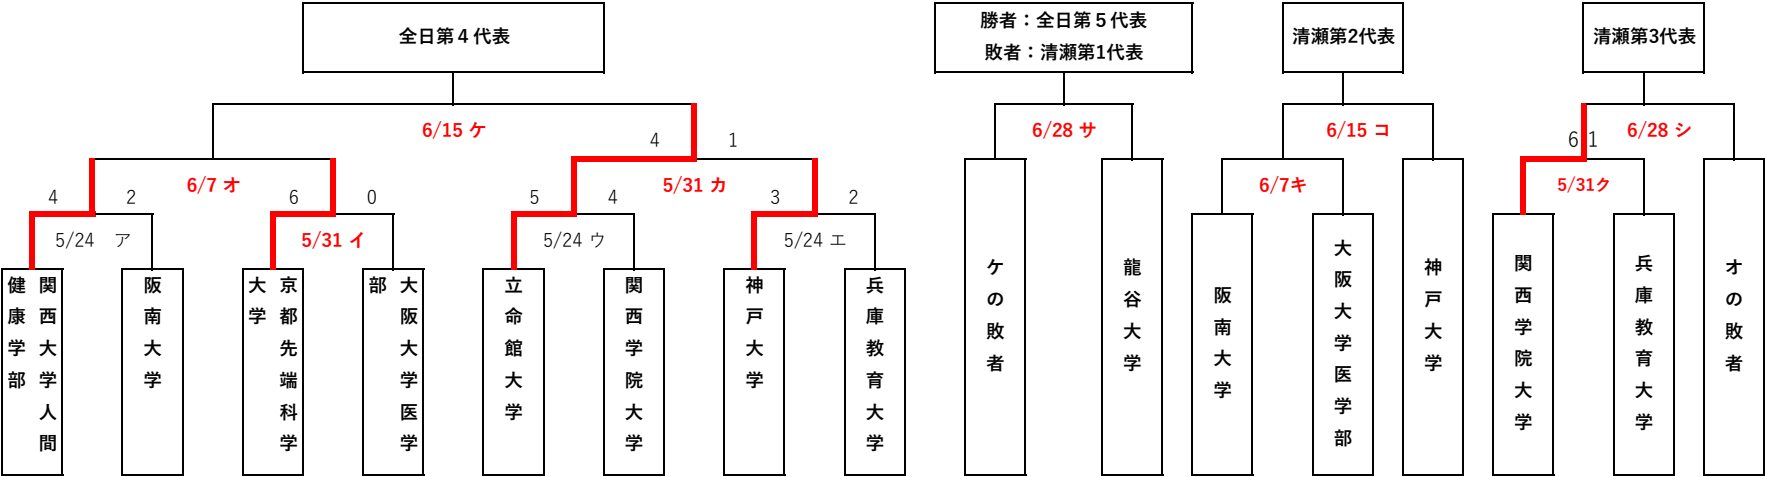 全日第４代表
勝者：全日第５代表
敗者：清瀬第1代表
清瀬第2代表
清瀬第3代表
6/15 ケ
6/28 サ
6/15 コ
6/28 シ
4 1
6 1
6/7 オ
5/31 カ
6/7キ
5/31ク
4 2
6 0
5 4
3 2
5/24 ア
5/31 イ
5/24 ウ
5/24 エ
関西大学人間
健康学部
阪南大学
京都先端科学
大学
大阪大学医学
部
立命館大学
関西学院大学
神戸大学
兵庫教育大学
ケの敗者
龍谷大学
阪南大学
大阪大学医学部
神戸大学
関西学院大学
兵庫教育大学
オの敗者